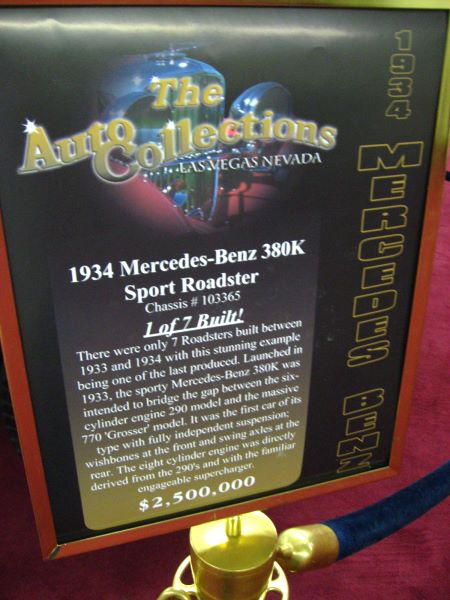 The
Auto Collections
LAS VEGAS NEVADA
1934 Mercedes-Benz 380K
Sport Roadster
Chassis # 103365
1 of 7 Built!
There were only 7 Roadsters built between
1933 and 1934 with this stunning example
being one of the last produced. Launched in
1933, the sporty Mercedes-Benz 380K was
intended to bridge the gap between the six-
cylinder engine 290 model and the massive
770 'Grosser' model. It was the first car of its
type with fully independent suspension;
wishbones at the front and swing axles at the
rear. The eight cylinder engine was directly
derived from the 290's and with the familiar
engageable supercharger.
$2,500,000
1934 MERCEDES BENZ